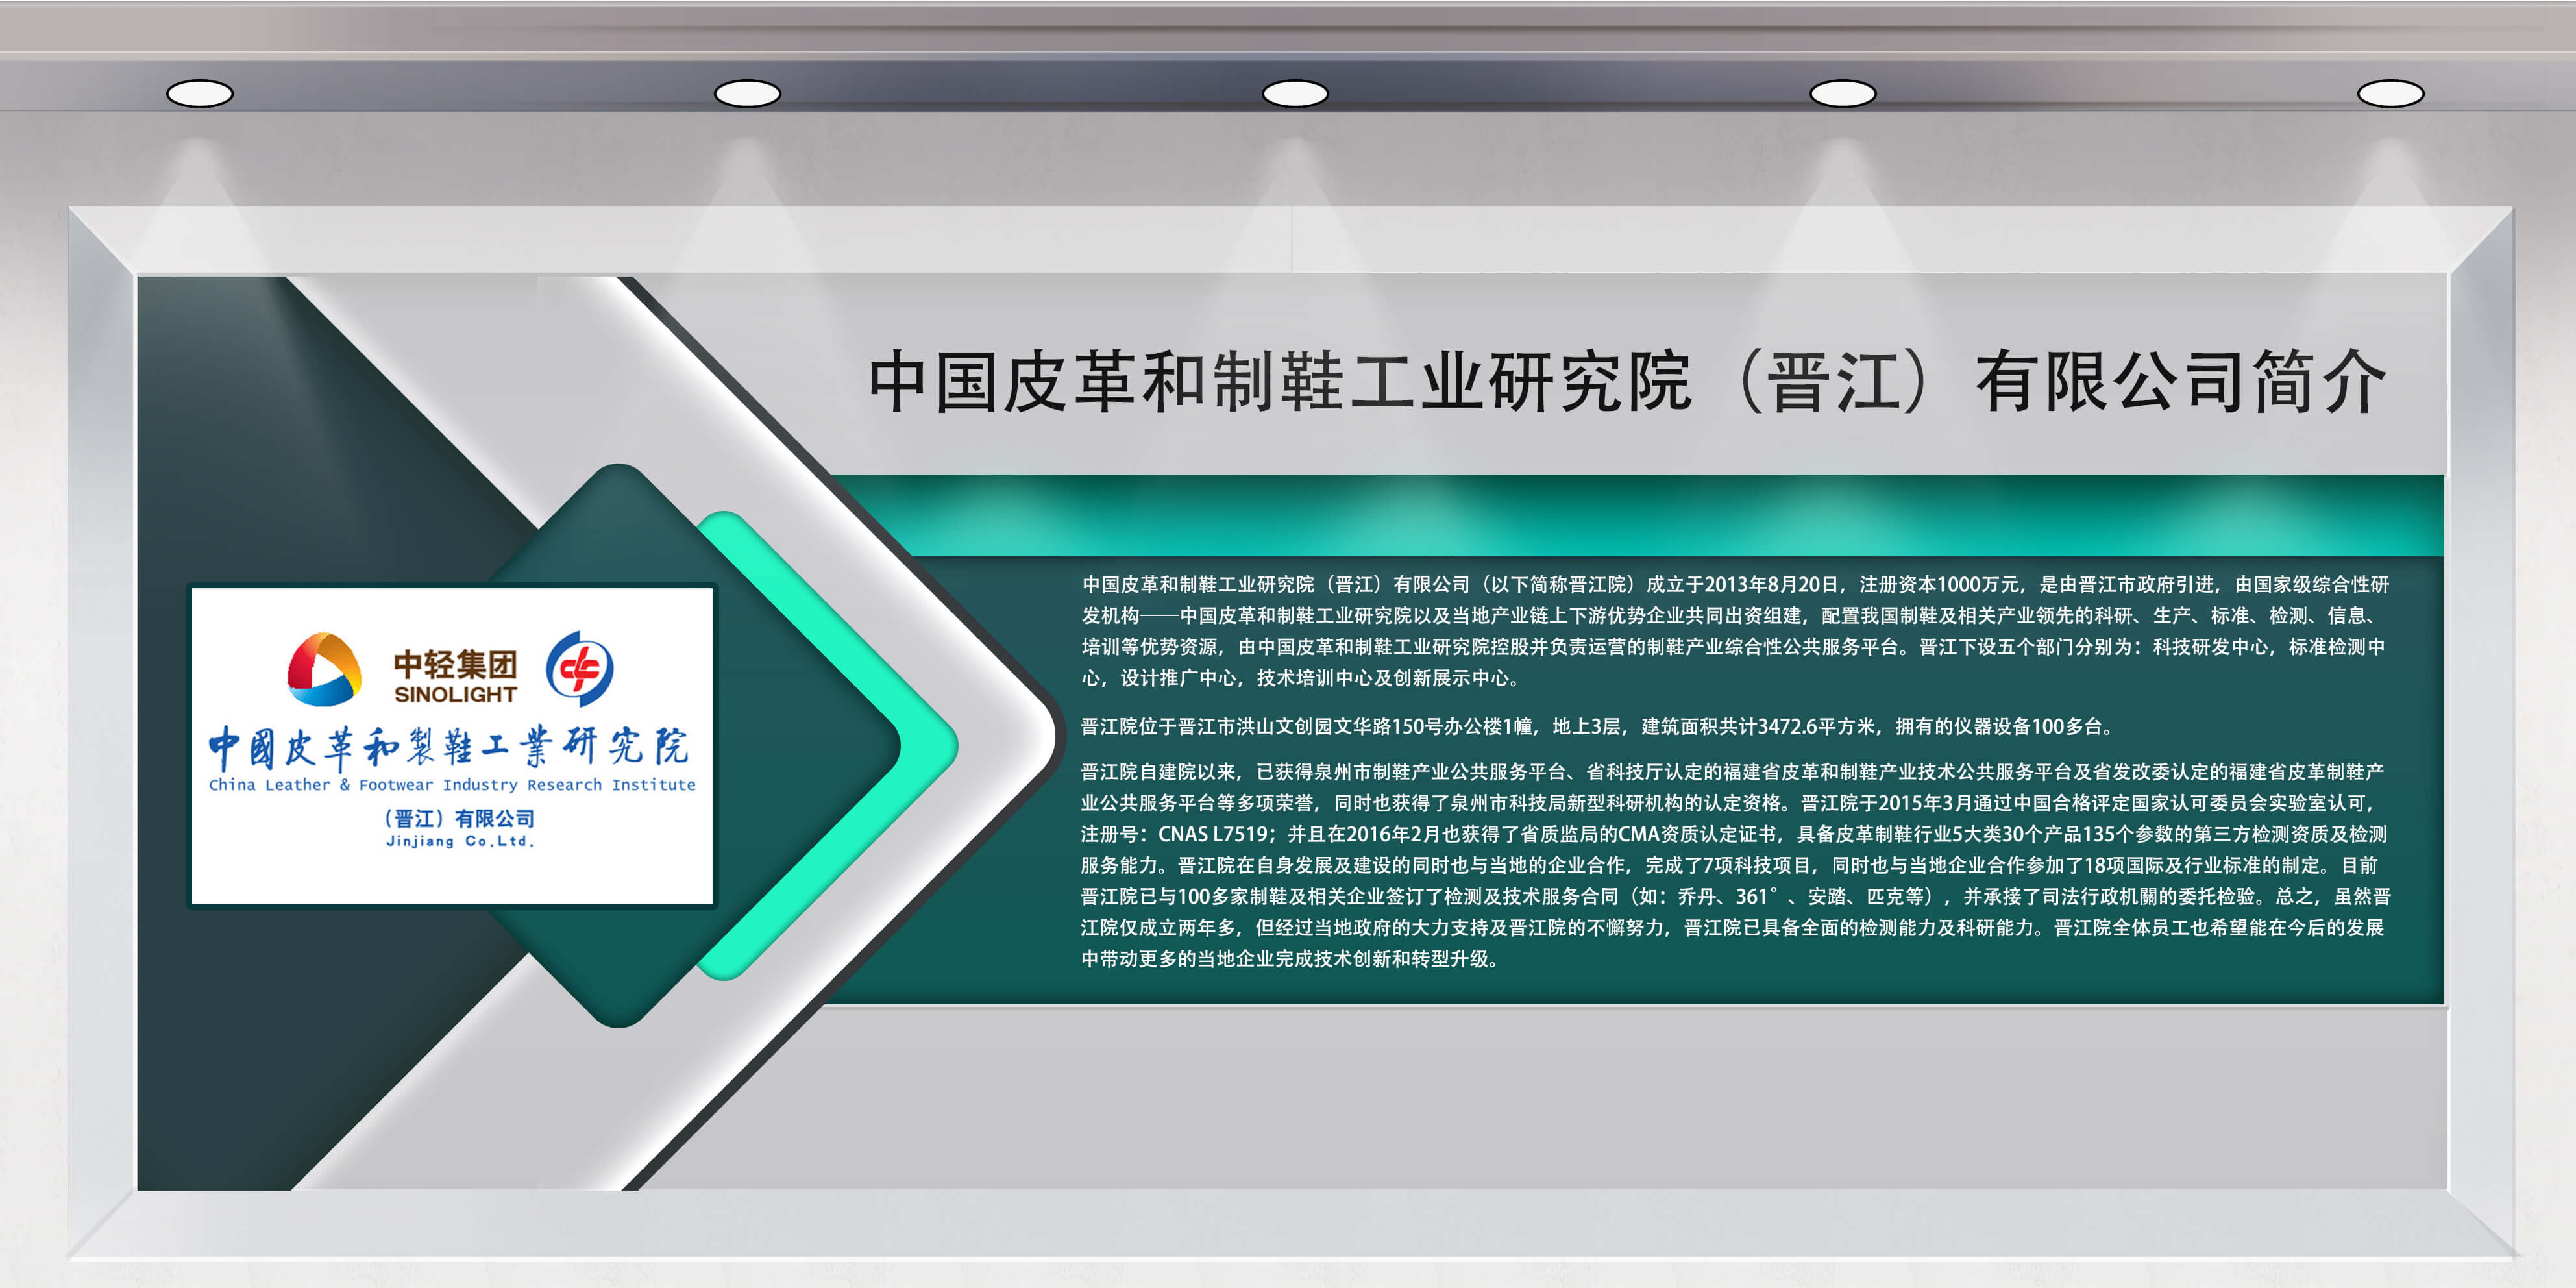 中国皮革和制鞋工业研究院（晋江）有限公司简介
中轻集团
SINOLIGHT
中國皮革和製鞋工業研究院
China Leather & Footwear Industry Research Institute
（晋江）有限公司
Jinjiang Co.Ltd.
中国皮革和制鞋工业研究院（晋江）有限公司（以下简称晋江院）成立于2013年8月20日，注册资本1000万元，是由晋江市政府引进，由国家级综合性研
发机构——中国皮革和制鞋工业研究院以及当地产业链上下游优势企业共同出资组建，配置我国制鞋及相关产业领先的科研、生产、标准、检测、信息、
培训等优势资源，由中国皮革和制鞋工业研究院控股并负责运营的制鞋产业综合性公共服务平台。晋江下设五个部门分别为：科技研发中心，标准检测中
心，设计推广中心，技术培训中心及创新展示中心。
晋江院位于晋江市洪山文创园文华路150号办公楼1幢，地上3层，建筑面积共计3472.6平方米，拥有的仪器设备100多台。
晋江院自建院以来，已获得泉州市制鞋产业公共服务平台、省科技厅认定的福建省皮革和制鞋产业技术公共服务平台及省发改委认定的福建省皮革制鞋产
业公共服务平台等多项荣誉，同时也获得了泉州市科技局新型科研机构的认定资格。晋江院于2015年3月通过中国合格评定国家认可委员会实验室认可，
注册号：CNAS L7519；并且在2016年2月也获得了省质监局的CMA资质认定证书，具备皮革制鞋行业5大类30个产品135个参数的第三方检测资质及检测
服务能力。晋江院在自身发展及建设的同时也与当地的企业合作，完成了7项科技项目，同时也与当地企业合作参加了18项国际及行业标准的制定。目前
晋江院已与100多家制鞋及相关企业签订了检测及技术服务合同（如：乔丹、361°、安踏、匹克等），并承接了司法行政机關的委托检验。总之，虽然晋
江院仅成立两年多，但经过当地政府的大力支持及晋江院的不懈努力，晋江院已具备全面的检测能力及科研能力。晋江院全体员工也希望能在今后的发展
中带动更多的当地企业完成技术创新和转型升级。